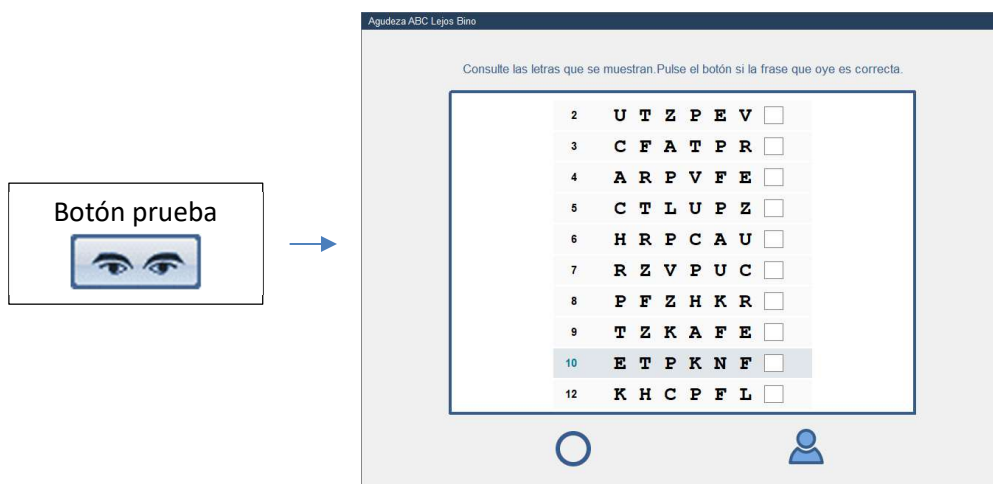 Agudeza ABC Lejos Bino
Consulte las letras que se muestran.Pulse el botón si la frase que oye es correcta.
Botón prueba
2 U T Z P E V
3 C F A T P R
4 A R P V F E
5 C T L U P Z
6 H R P C A U
7 R Z V P U C
8 P F Z H K R
9 T Z K A F E
10 E T P K N F
12 K H C P F L